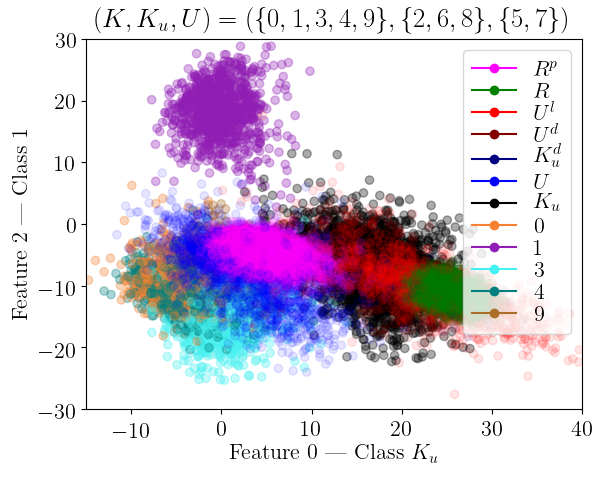 (K, K_u, U) = ({0, 1, 3, 4, 9}, {2, 6, 8}, {5, 7})
30
20
10
0
−10
−20
−30
Feature 2 — Class 1
R^p
R
U^l
U^d
K_u^d
U
K_u
0
1
3
4
9
−10
0
10
20
30
40
Feature 0 — Class K_u